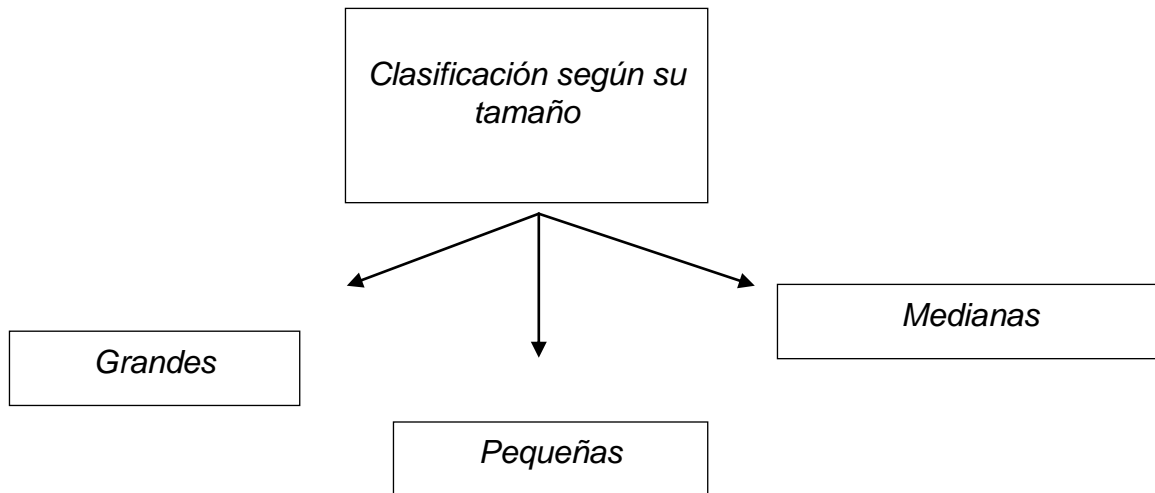 Clasificación según su
tamaño
Grandes
Pequeñas
Medianas